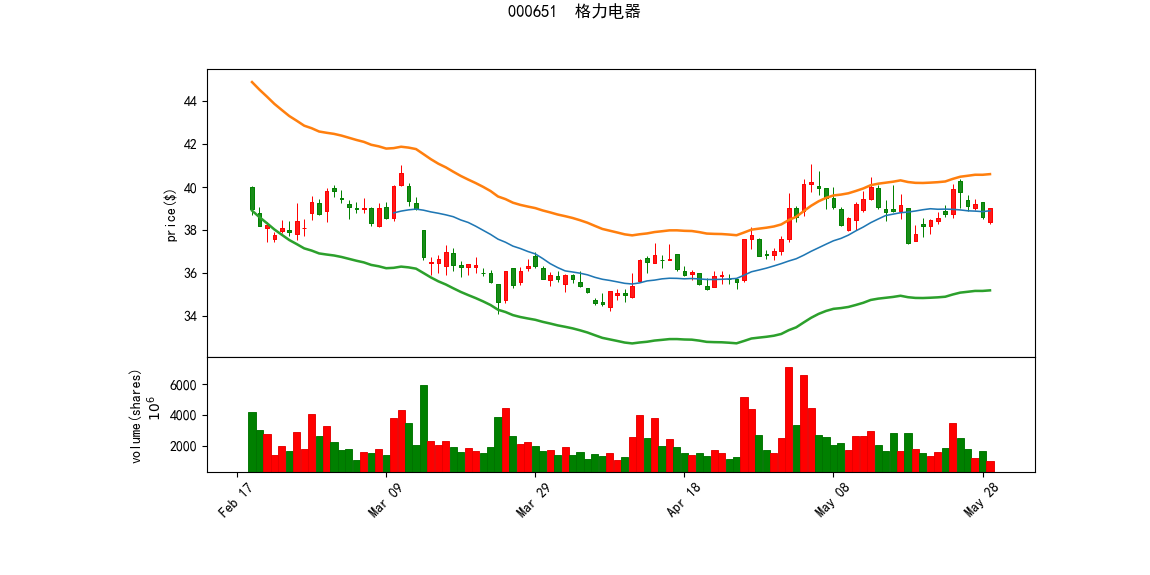 000651 格力电器
price($)
44
42
40
38
36
34
volume(shares)
10^6
6000
4000
2000
Feb 17
Mar 09
Mar 29
Apr 18
May 08
May 28